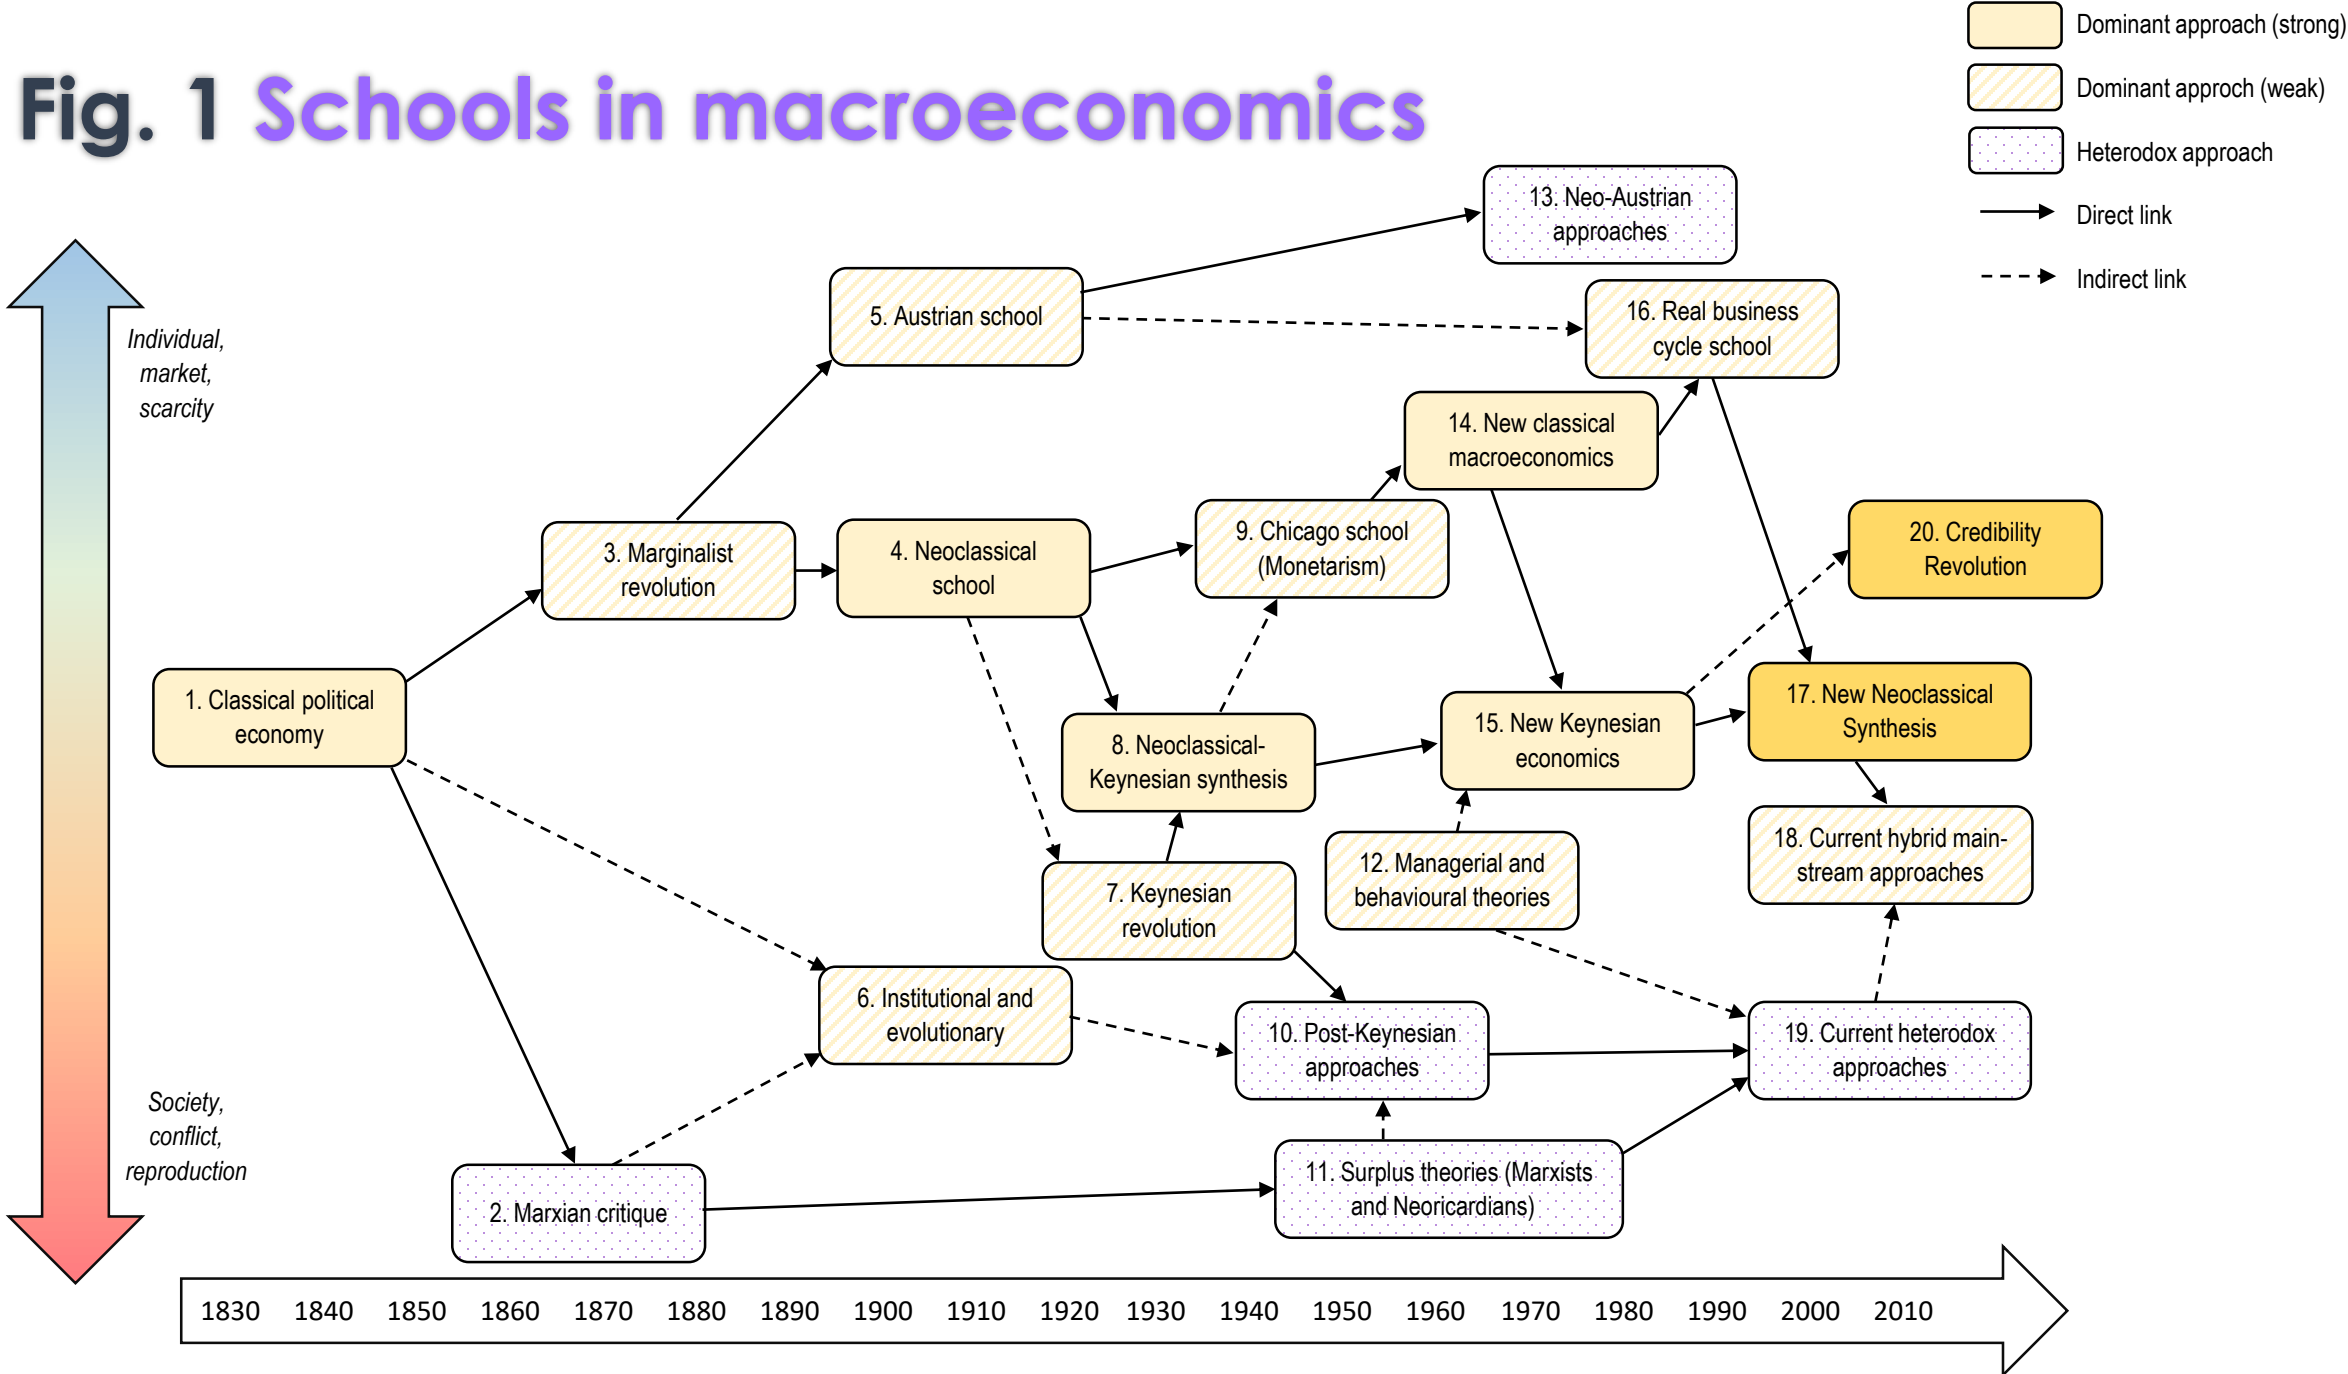 Fig. 1 Schools in macroeconomics
Dominant approach (strong)
Dominant approch (weak)
Heterodox approach
Direct link
Indirect link
Individual,
market,
scarcity
Society,
conflict,
reproduction
1. Classical political
economy
2. Marxian critique
3. Marginalist
revolution
4. Neoclassical
school
5. Austrian school
6. Institutional and
evolutionary
7. Keynesian
revolution
8. Neoclassical-
Keynesian synthesis
9. Chicago school
(Monetarism)
10. Post-Keynesian
approaches
11. Surplus theories (Marxists
and Neoricardians)
12. Managerial and
behavioural theories
13. Neo-Austrian
approaches
14. New classical
macroeconomics
15. New Keynesian
economics
16. Real business
cycle school
17. New Neoclassical
Synthesis
18. Current hybrid main-
stream approaches
19. Current heterodox
approaches
20. Credibility
Revolution
1830 1840 1850 1860 1870 1880 1890 1900 1910 1920 1930 1940 1950 1960 1970 1980 1990 2000 2010